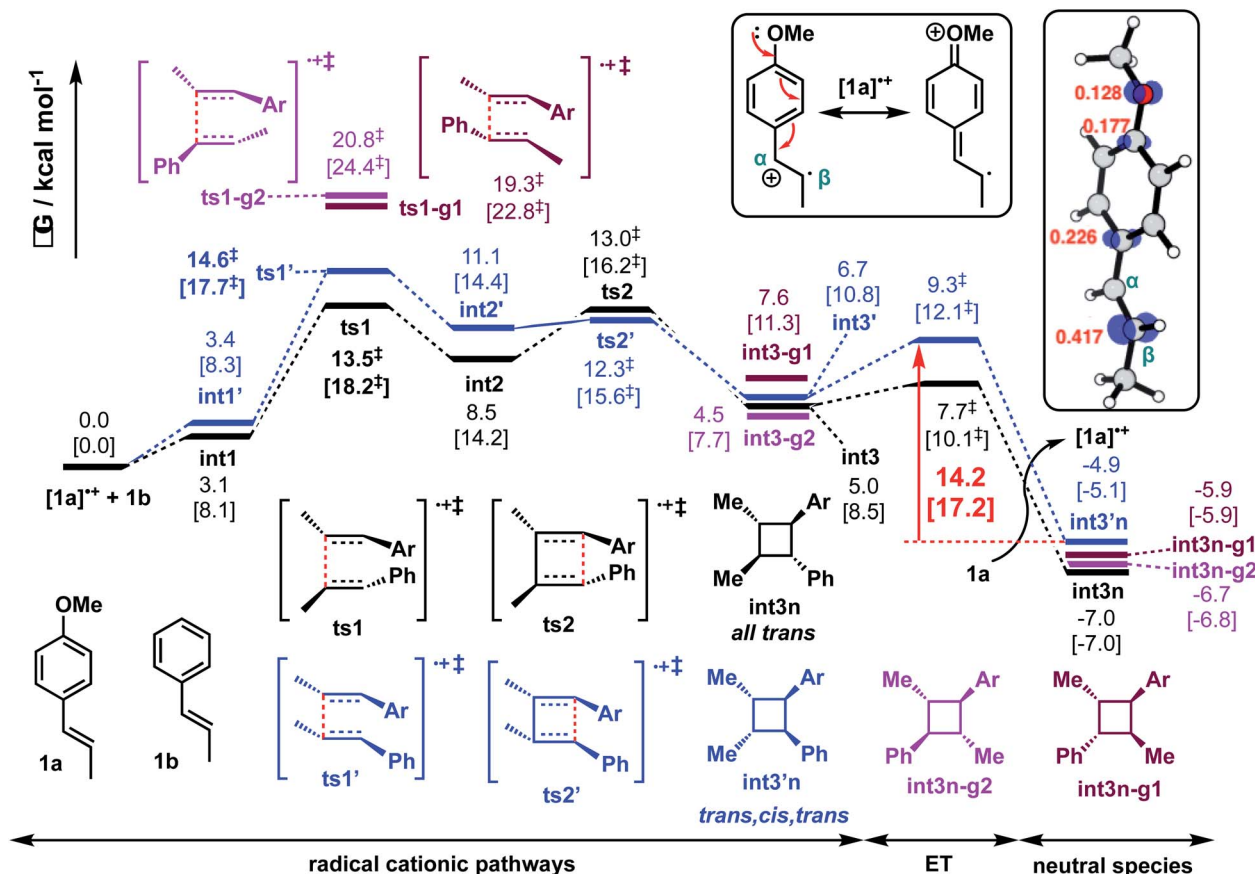 □G / kcal mol⁻¹
·+‡
Ar
Ph
·+‡
Ar
Ph
20.8‡
[24.4‡]
ts1-g2
ts1-g1
19.3‡
[22.8‡]
14.6‡
[17.7‡]
ts1'
11.1
[14.4]
int2'
13.0‡
[16.2‡]
ts2
3.4
[8.3]
int1'
ts1
13.5‡
[18.2‡]
int2
8.5
[14.2]
ts2'
12.3‡
[15.6‡]
0.0
[0.0]
[1a]•+ + 1b
int1
3.1
[8.1]
7.6
[11.3]
int3-g1
6.7
[10.8]
int3'
4.5
[7.7]
int3-g2
int3
5.0
[8.5]
9.3‡
[12.1‡]
7.7‡
[10.1‡]
14.2
[17.2]
[1a]•+
1a
-4.9
[-5.1]
int3'n
-5.9
[-5.9]
int3n-g1
int3n-g2
-6.7
[-6.8]
int3n
-7.0
[-7.0]
:OMe
α
⊕
β
[1a]•+
⊕OMe
0.128
0.177
0.226
α
0.417
β
OMe
1a
1b
·+‡
Ar
Ph
ts1
·+‡
Ar
Ph
ts2
Me
Ar
Me
Ph
int3n
all trans
·+‡
Ar
Ph
ts1'
·+‡
Ar
Ph
ts2'
Me
Ar
Me
Ph
int3'n
trans,cis,trans
Me
Ar
Ph
Me
int3n-g2
Me
Ar
Ph
Me
int3n-g1
radical cationic pathways
ET
neutral species